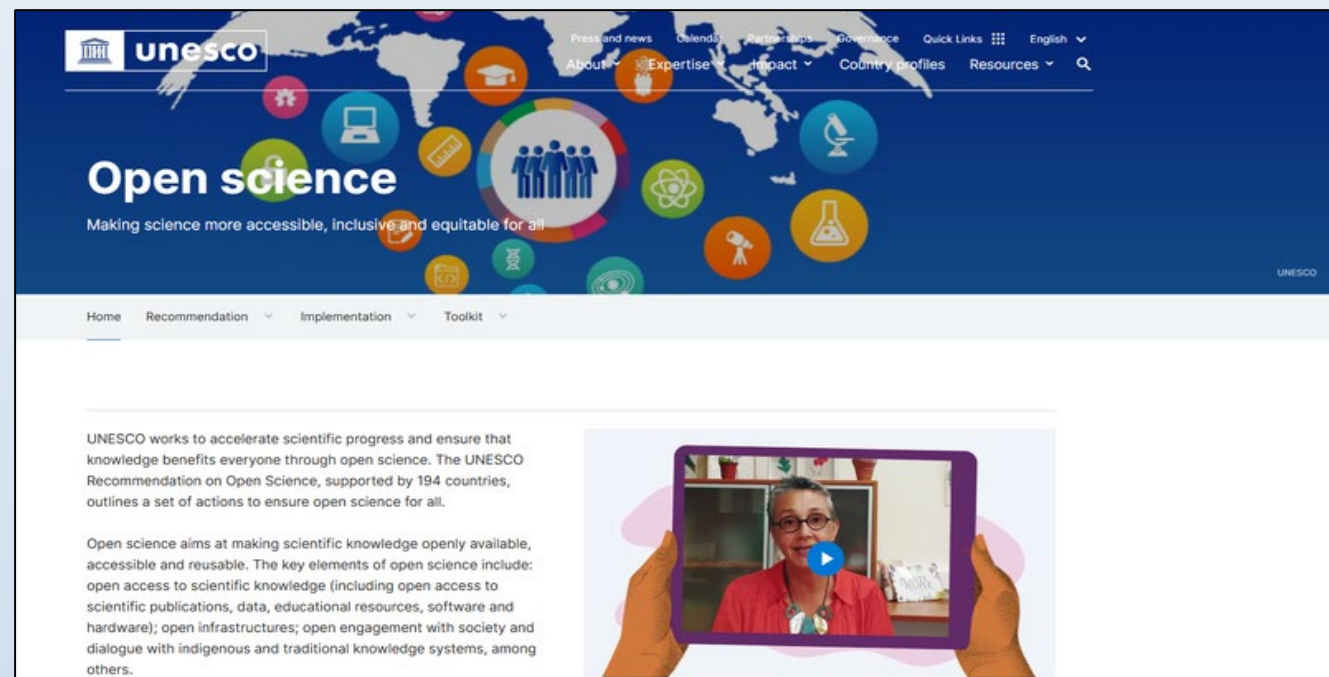 unesco
Press and news Calendar Partnerships Governance Quick Links English
About Expertise Impact Country profiles Resources
Open science
Making science more accessible, inclusive and equitable for all
UNESCO
Home Recommendation Implementation Toolkit
UNESCO works to accelerate scientific progress and ensure that
knowledge benefits everyone through open science. The UNESCO
Recommendation on Open Science, supported by 194 countries,
outlines a set of actions to ensure open science for all.
Open science aims at making scientific knowledge openly available,
accessible and reusable. The key elements of open science include:
open access to scientific knowledge (including open access to
scientific publications, data, educational resources, software and
hardware); open infrastructures; open engagement with society and
dialogue with indigenous and traditional knowledge systems, among
others.